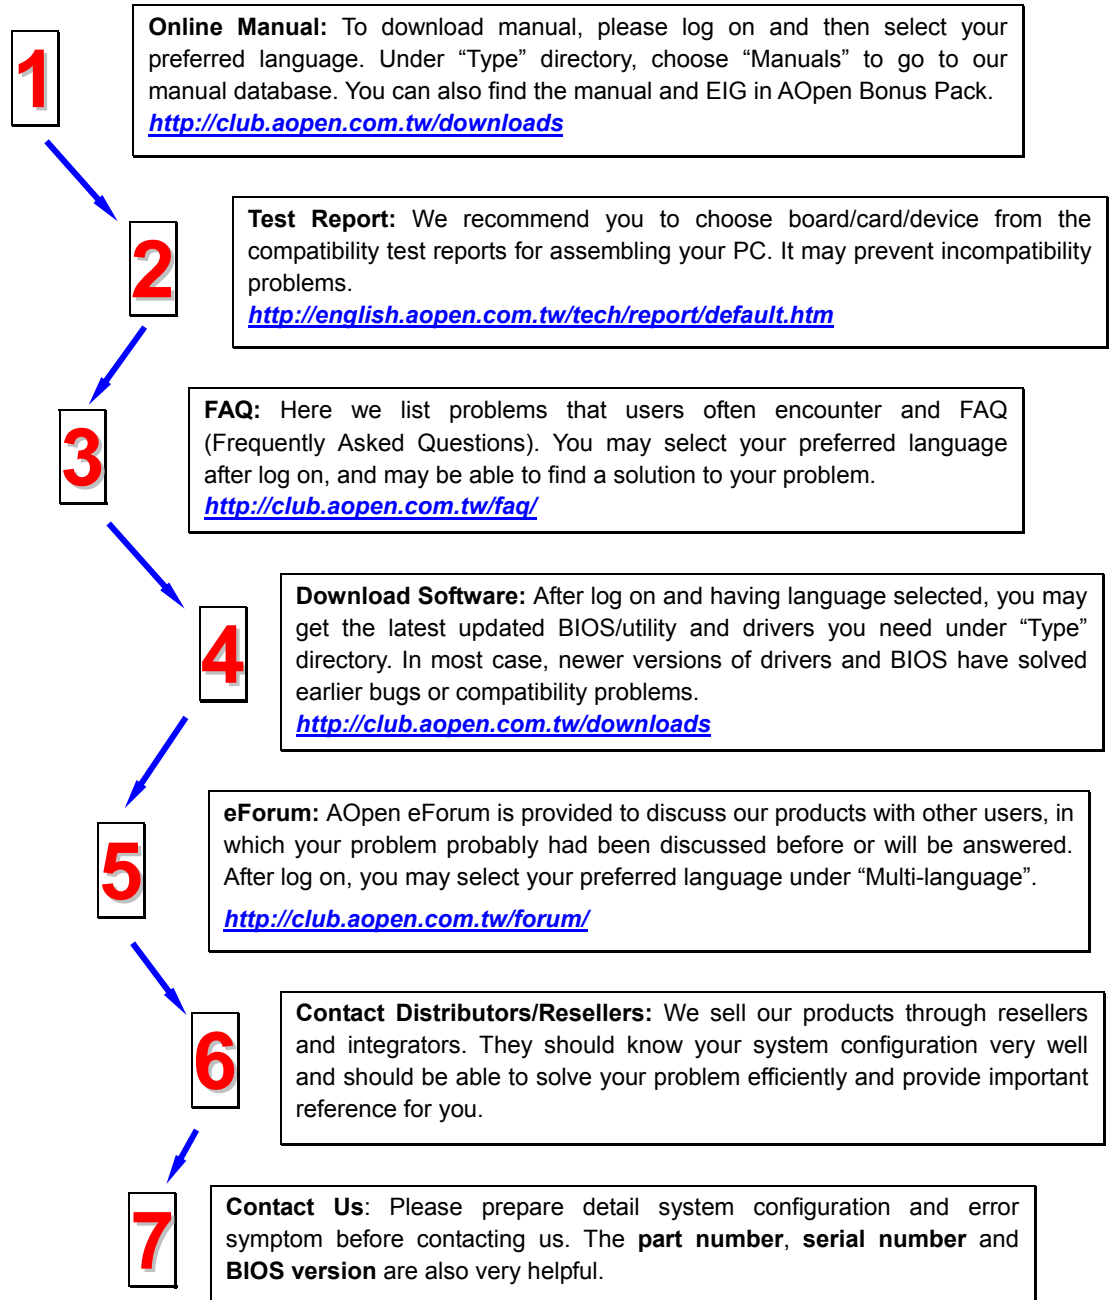 1
Online Manual: To download manual, please log on and then select your
preferred language. Under “Type” directory, choose “Manuals” to go to our
manual database. You can also find the manual and EIG in AOpen Bonus Pack.
http://club.aopen.com.tw/downloads
2
Test Report: We recommend you to choose board/card/device from the
compatibility test reports for assembling your PC. It may prevent incompatibility
problems.
http://english.aopen.com.tw/tech/report/default.htm
3
FAQ: Here we list problems that users often encounter and FAQ
(Frequently Asked Questions). You may select your preferred language
after log on, and may be able to find a solution to your problem.
http://club.aopen.com.tw/faq/
4
Download Software: After log on and having language selected, you may
get the latest updated BIOS/utility and drivers you need under “Type”
directory. In most case, newer versions of drivers and BIOS have solved
earlier bugs or compatibility problems.
http://club.aopen.com.tw/downloads
5
eForum: AOpen eForum is provided to discuss our products with other users, in
which your problem probably had been discussed before or will be answered.
After log on, you may select your preferred language under “Multi-language”.
http://club.aopen.com.tw/forum/
6
Contact Distributors/Resellers: We sell our products through resellers
and integrators. They should know your system configuration very well
and should be able to solve your problem efficiently and provide important
reference for you.
7
Contact Us: Please prepare detail system configuration and error
symptom before contacting us. The part number, serial number and
BIOS version are also very helpful.